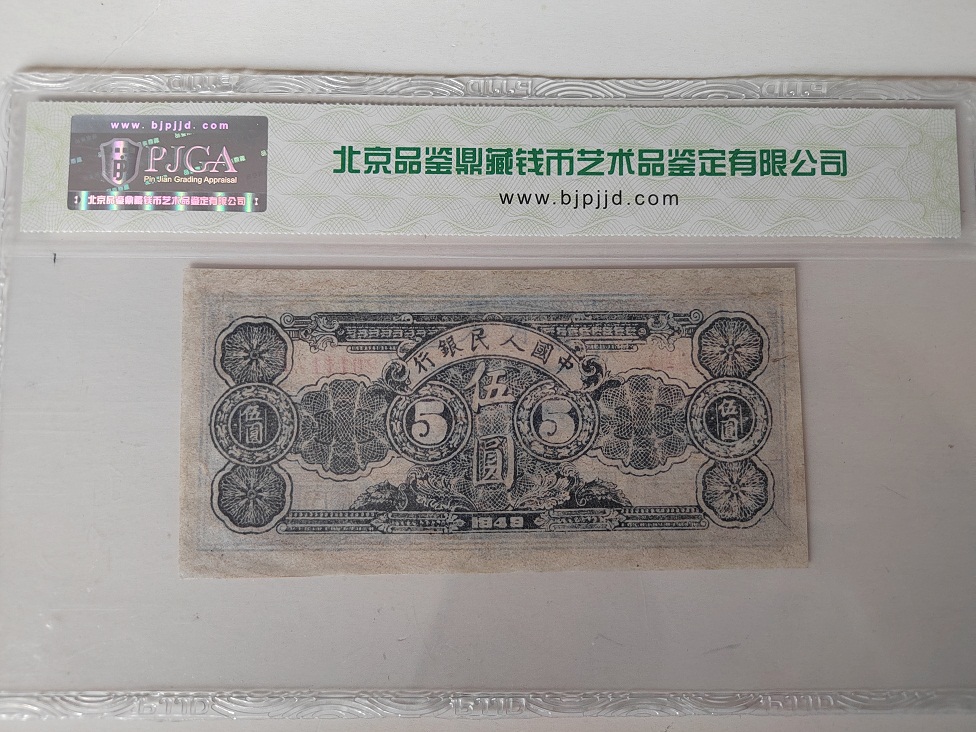 www. bjpjjd. com
PJGA
Pin Jian Grading Appraisal
北京品鉴鼎藏钱币艺术品鉴定有限公司
北京品鉴鼎藏钱币艺术品鉴定有限公司
www.bjpjjd.com
行銀民人國中
伍圓
5
伍圓
5
伍圓
1949